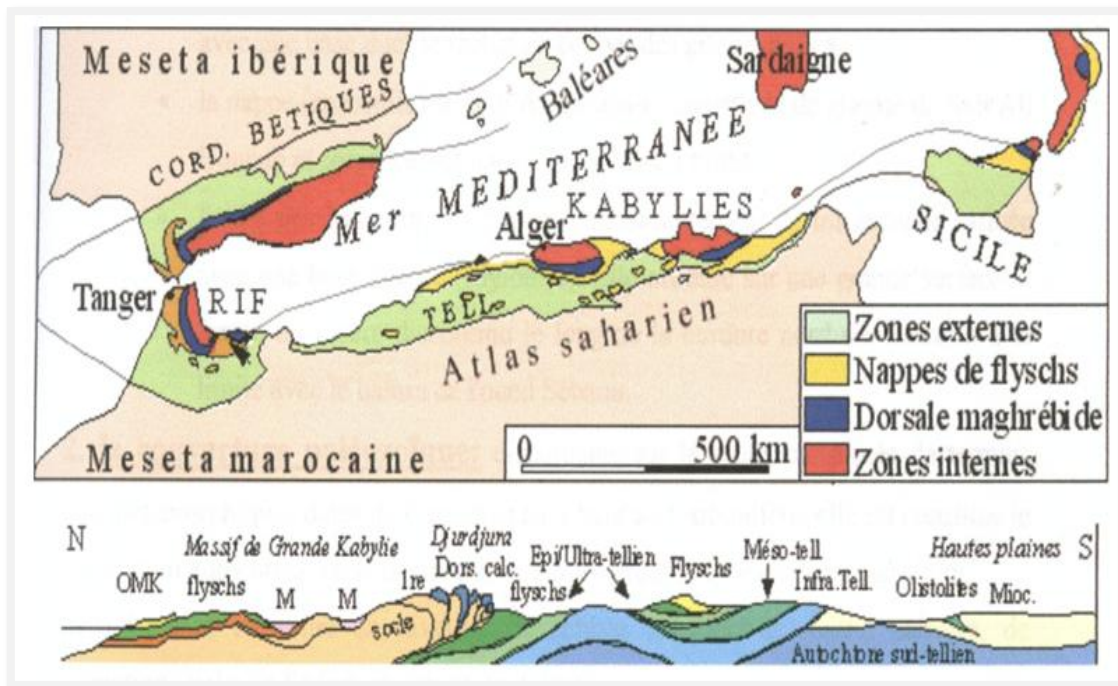 Meseta ibérique
CORD. BETIQUES
Baléares
Sardaigne
Mer MEDITERRANEE
Alger
KABYLIES
SICILE
Tanger
RIF
TELL
Atlas saharien
Meseta marocaine
0 500 km
Zones externes
Nappes de flyschs
Dorsale maghrébide
Zones internes
N S
Massif de Grande Kabylie
Djurdjura
Hautes plaines
OMK
flyschs
M M
1re
Dors. calc.
flyschs
Epi/Ultra-tellien
Flyschs
Méso-tell.
Infra.Tell.
Olistolites
Mioc.
socle
Autochtone sud-tellien